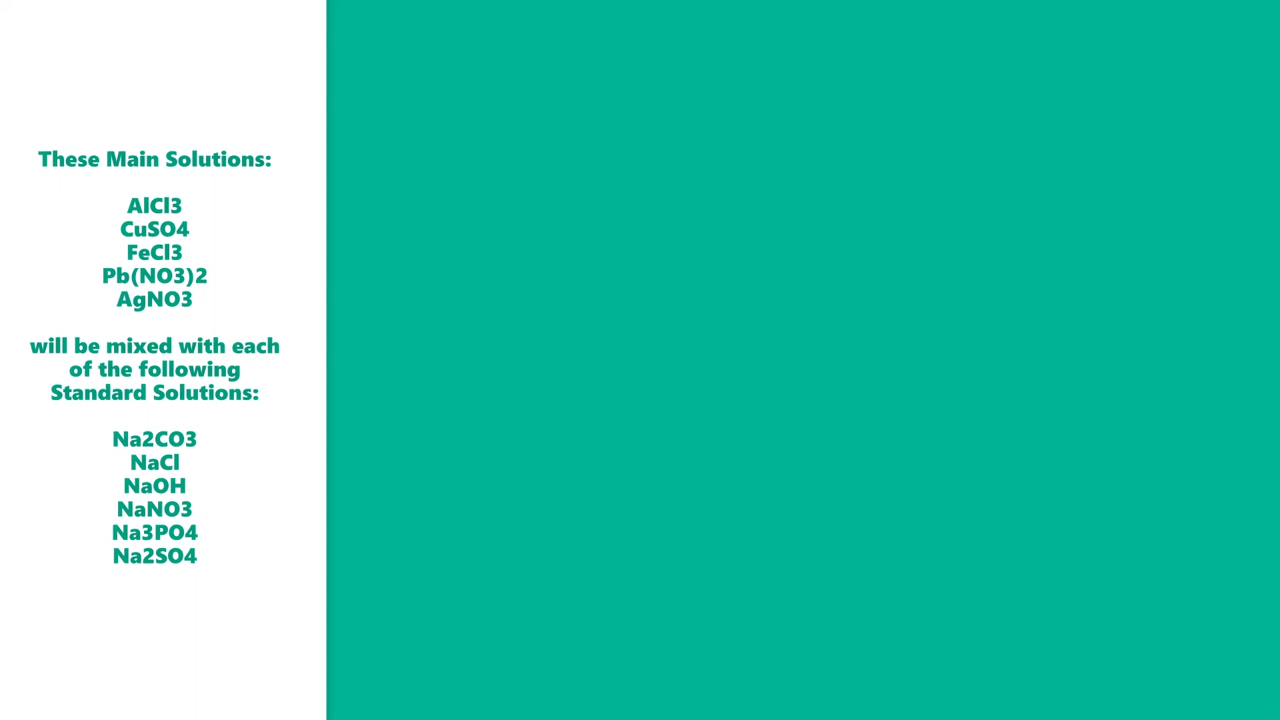 These Main Solutions:
AlCl3
CuSO4
FeCl3
Pb(NO3)2
AgNO3
will be mixed with each
of the following
Standard Solutions:
Na2CO3
NaCl
NaOH
NaNO3
Na3PO4
Na2SO4